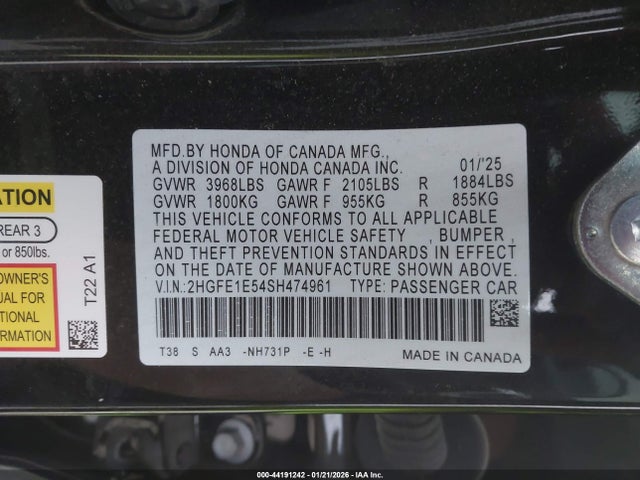 MFD.BY HONDA OF CANADA MFG.,
A DIVISION OF HONDA CANADA INC. 01/'25
GVWR 3968LBS GAWR F 2105LBS R 1884LBS
GVWR 1800KG GAWR F 955KG R 855KG
THIS VEHICLE CONFORMS TO ALL APPLICABLE
FEDERAL MOTOR VEHICLE SAFETY , BUMPER ,
AND THEFT PREVENTION STANDARDS IN EFFECT
ON THE DATE OF MANUFACTURE SHOWN ABOVE.
V.I.N.:2HGFE1E54SH474961 TYPE: PASSENGER CAR
T38 S AA3 -NH731P -E -H
MADE IN CANADA
ATION
REAR 3
or 850lbs.
OWNER'S
UAL FOR
TIONAL
RMATION
T22 A1
000-44191242 - 01/21/2026 - IAA Inc.